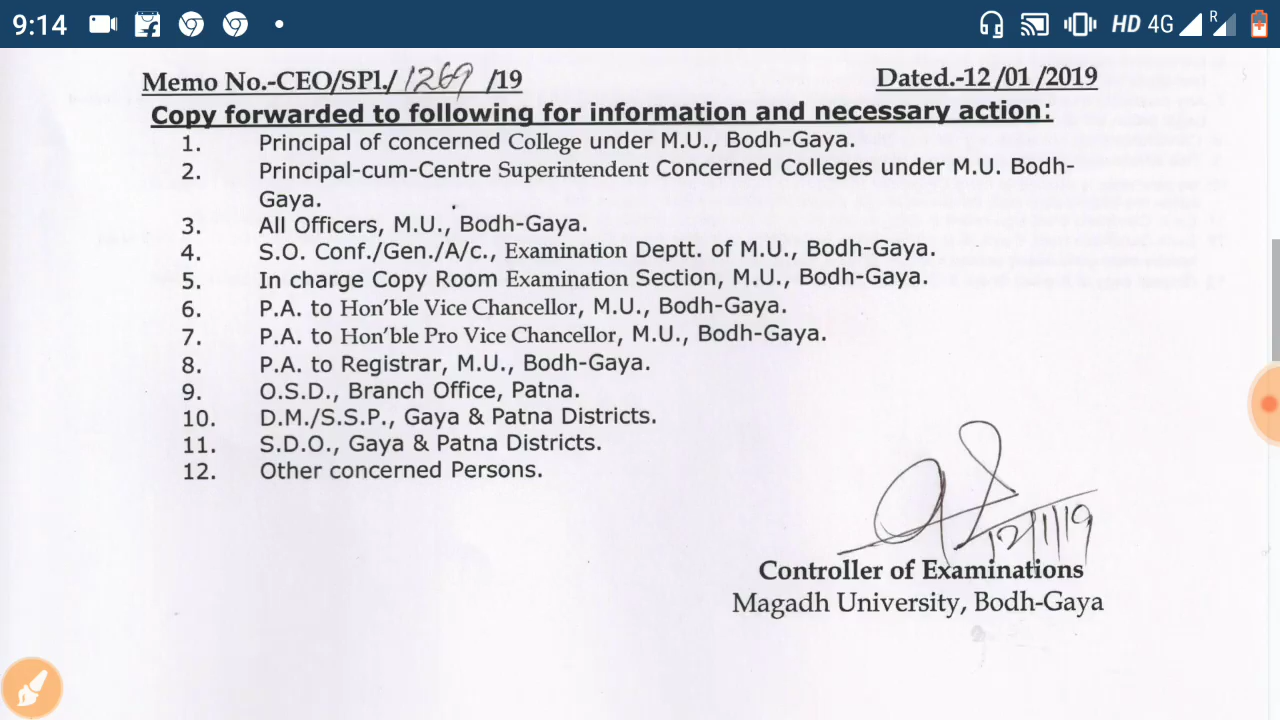 9:14 HD 4G R
Memo No.-CEO/SPl./1269 /19 Dated.-12/01/2019
Copy forwarded to following for information and necessary action:
1. Principal of concerned College under M.U., Bodh-Gaya.
2. Principal-cum-Centre Superintendent Concerned Colleges under M.U. Bodh-
Gaya.
3. All Officers, M.U., Bodh-Gaya.
4. S.O. Conf./Gen./A/c., Examination Deptt. of M.U., Bodh-Gaya.
5. In charge Copy Room Examination Section, M.U., Bodh-Gaya.
6. P.A. to Hon’ble Vice Chancellor, M.U., Bodh-Gaya.
7. P.A. to Hon’ble Pro Vice Chancellor, M.U., Bodh-Gaya.
8. P.A. to Registrar, M.U., Bodh-Gaya.
9. O.S.D., Branch Office, Patna.
10. D.M./S.S.P., Gaya & Patna Districts.
11. S.D.O., Gaya & Patna Districts.
12. Other concerned Persons.
Controller of Examinations
Magadh University, Bodh-Gaya